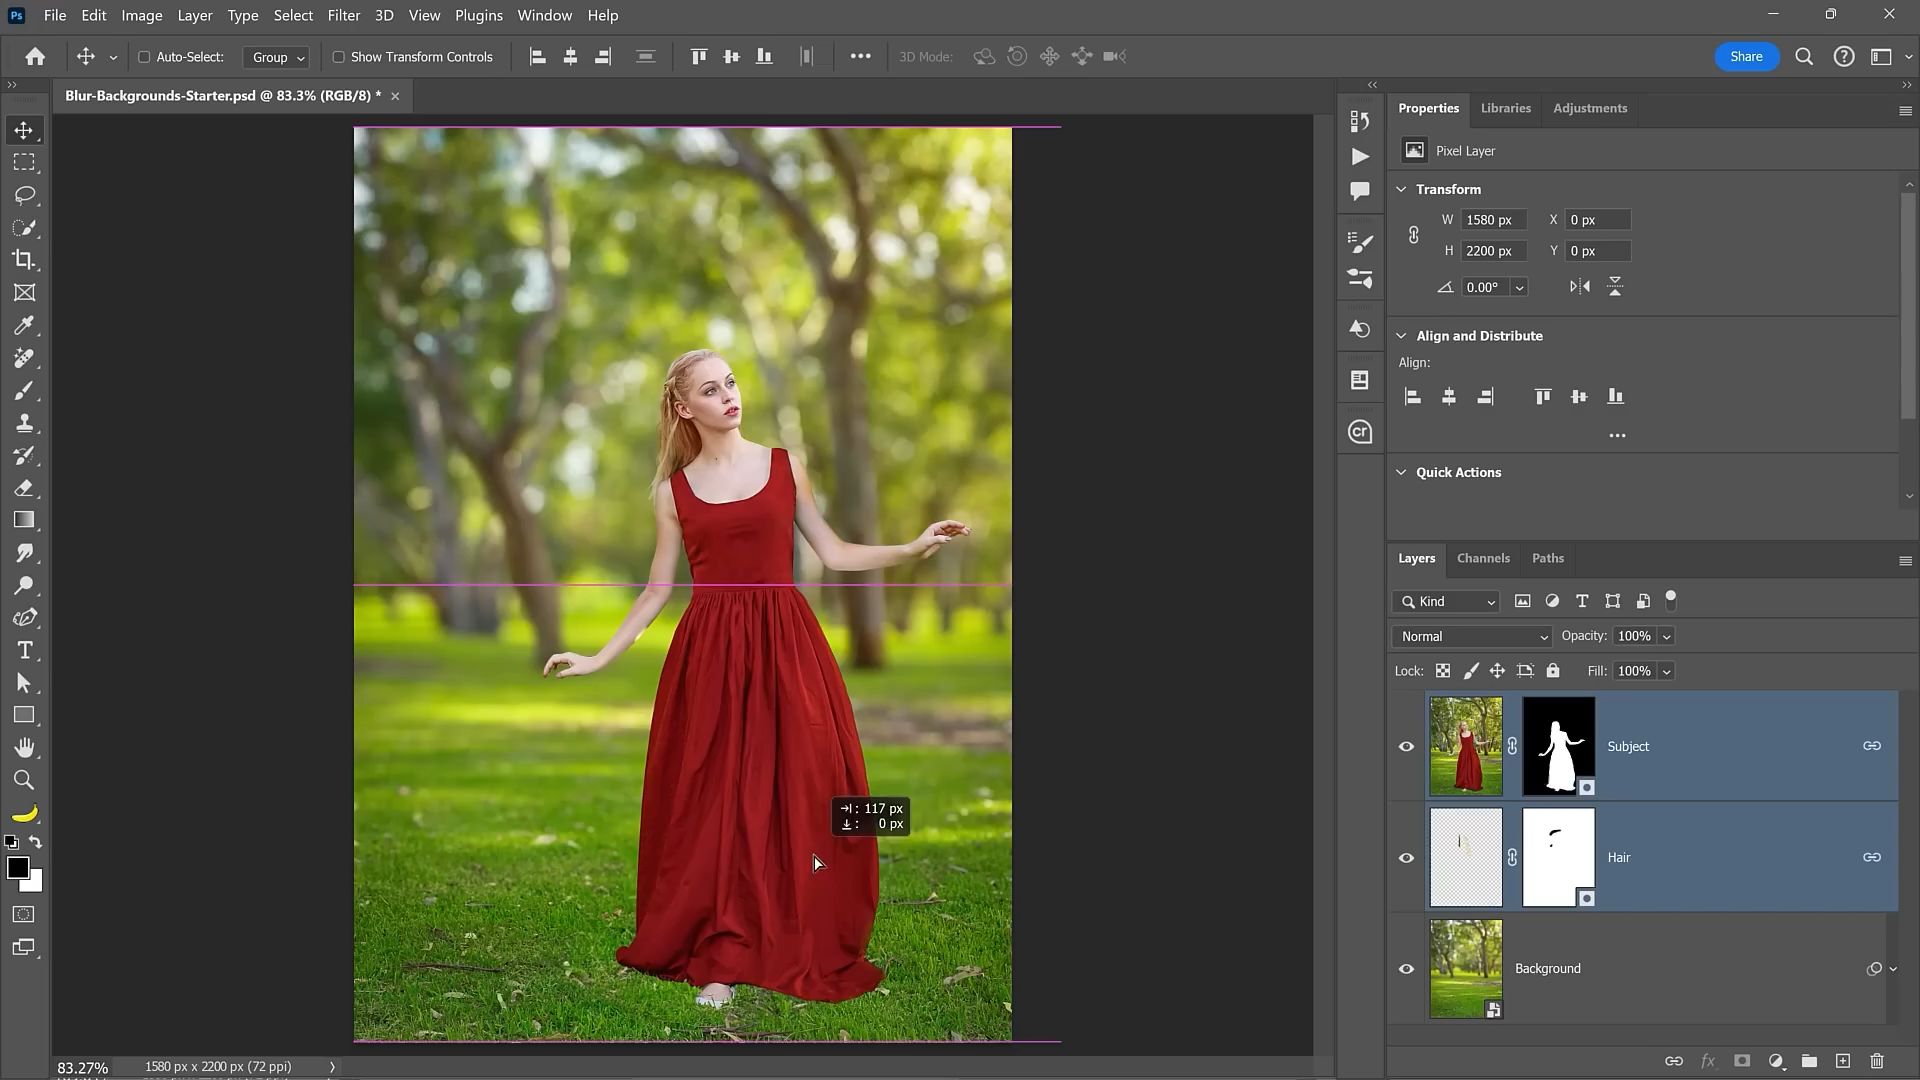 Ps File Edit Image Layer Type Select Filter 3D View Plugins Window Help
Auto-Select: Group Show Transform Controls 3D Mode: Share
Blur-Backgrounds-Starter.psd @ 83.3% (RGB/8) *
Properties Libraries Adjustments
Pixel Layer
Transform
W 1580 px X 0 px
H 2200 px Y 0 px
0.00°
Align and Distribute
Align:
Quick Actions
Layers Channels Paths
Kind
Normal Opacity: 100%
Lock: Fill: 100%
Subject
117 px
0 px
Hair
Background
83.27% 1580 px x 2200 px (72 ppi)